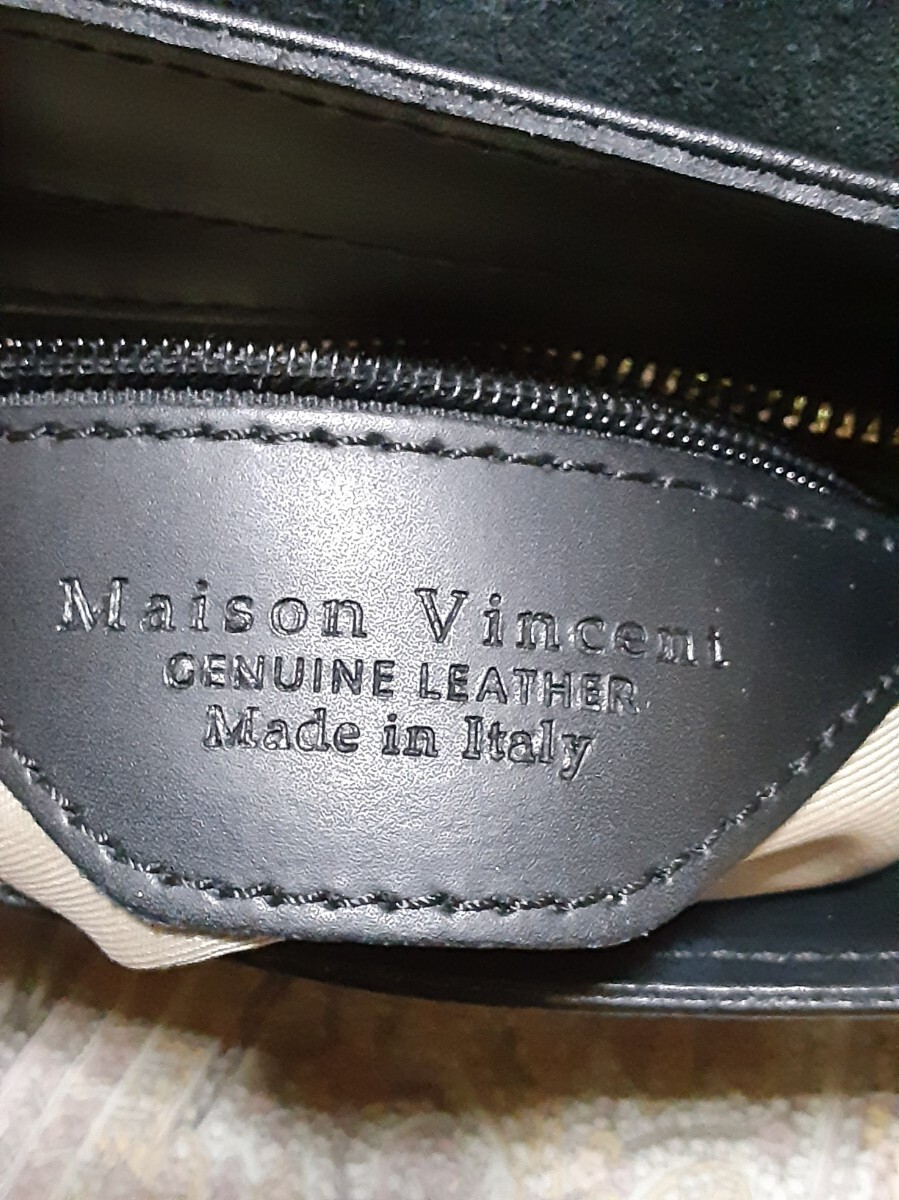 Maison Vincent
GENUINE LEATHER
Made in Italy